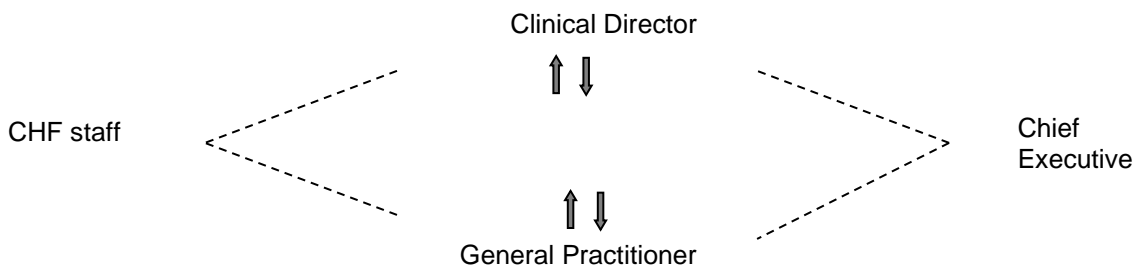 Clinical Director
CHF staff
Chief
Executive
General Practitioner